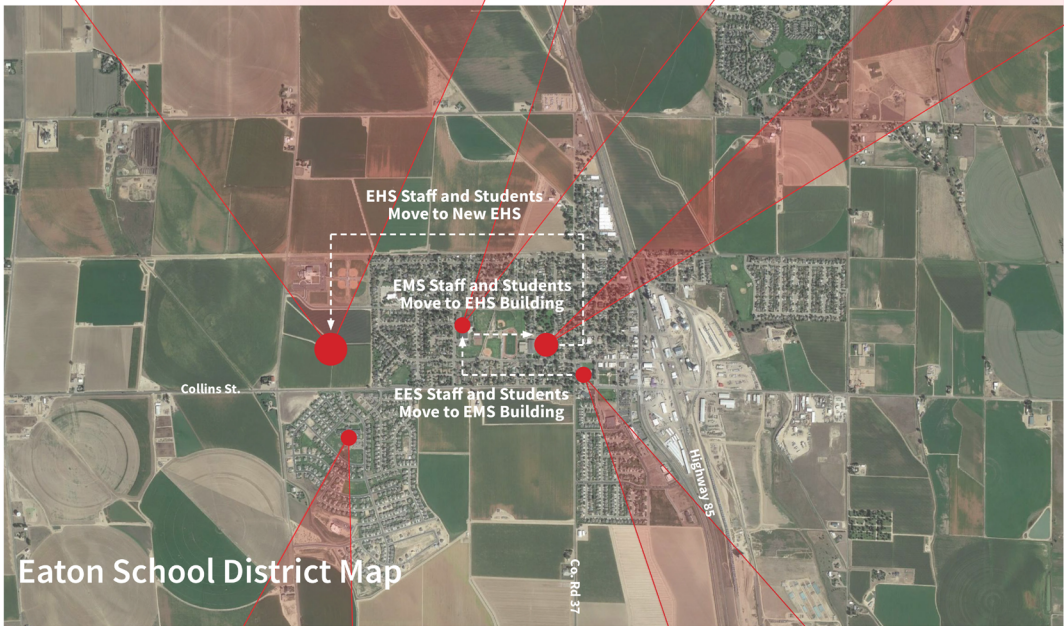 EHS Staff and Students
Move to New EHS
EMS Staff and Students
Move to EHS Building
Collins St.
EES Staff and Students
Move to EMS Building
Highway 85
Eaton School District Map
Co. Rd 37